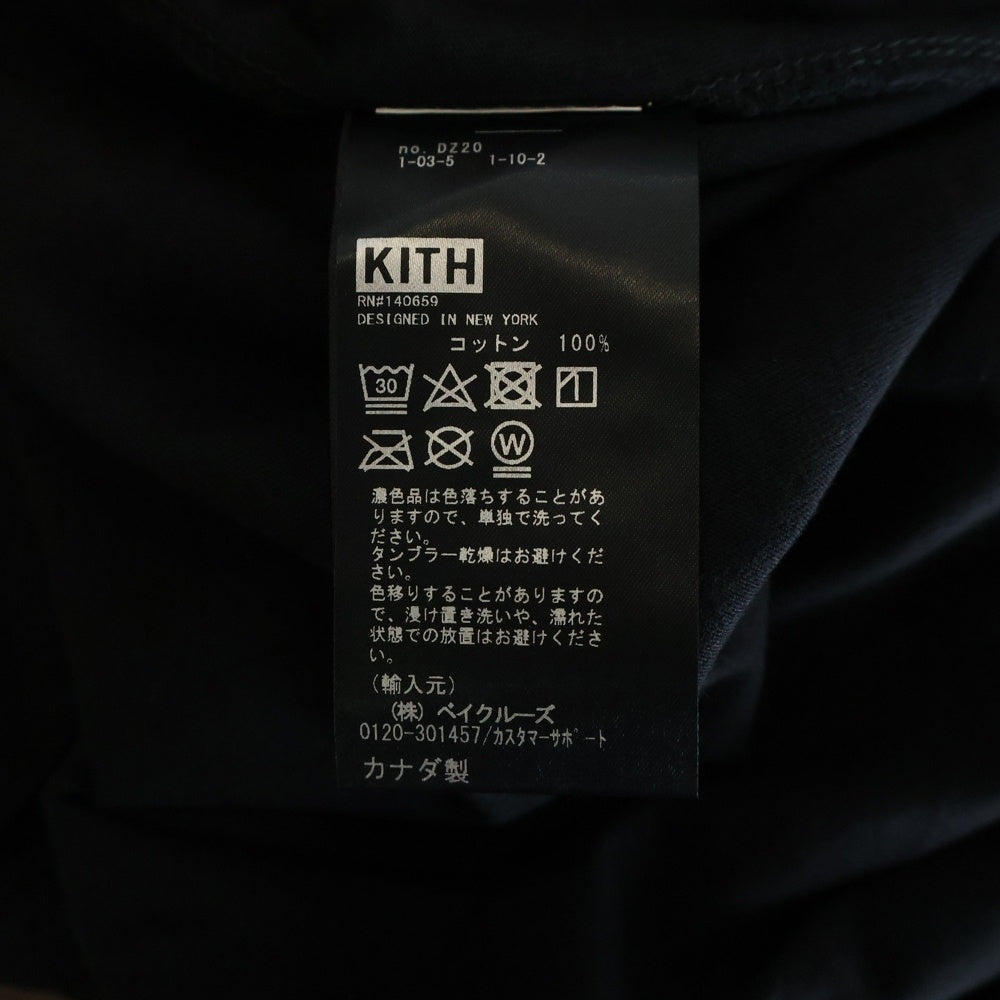 no. DZ20
1-03-5 1-10-2
KITH
RN#140659
DESIGNED IN NEW YORK
コットン 100%
30
W
濃色品は色落ちすることがあ
りますので、単独で洗ってく
ださい。
タンブラー乾燥はお避けくだ
さい。
色移りすることがありますの
で、浸け置き洗いや、濡れた
状態での放置はお避けくださ
い。
（輸入元）
（株）ベイクルーズ
0120-301457/ｶｽﾀﾏｰｻﾎﾟｰﾄ
カナダ製